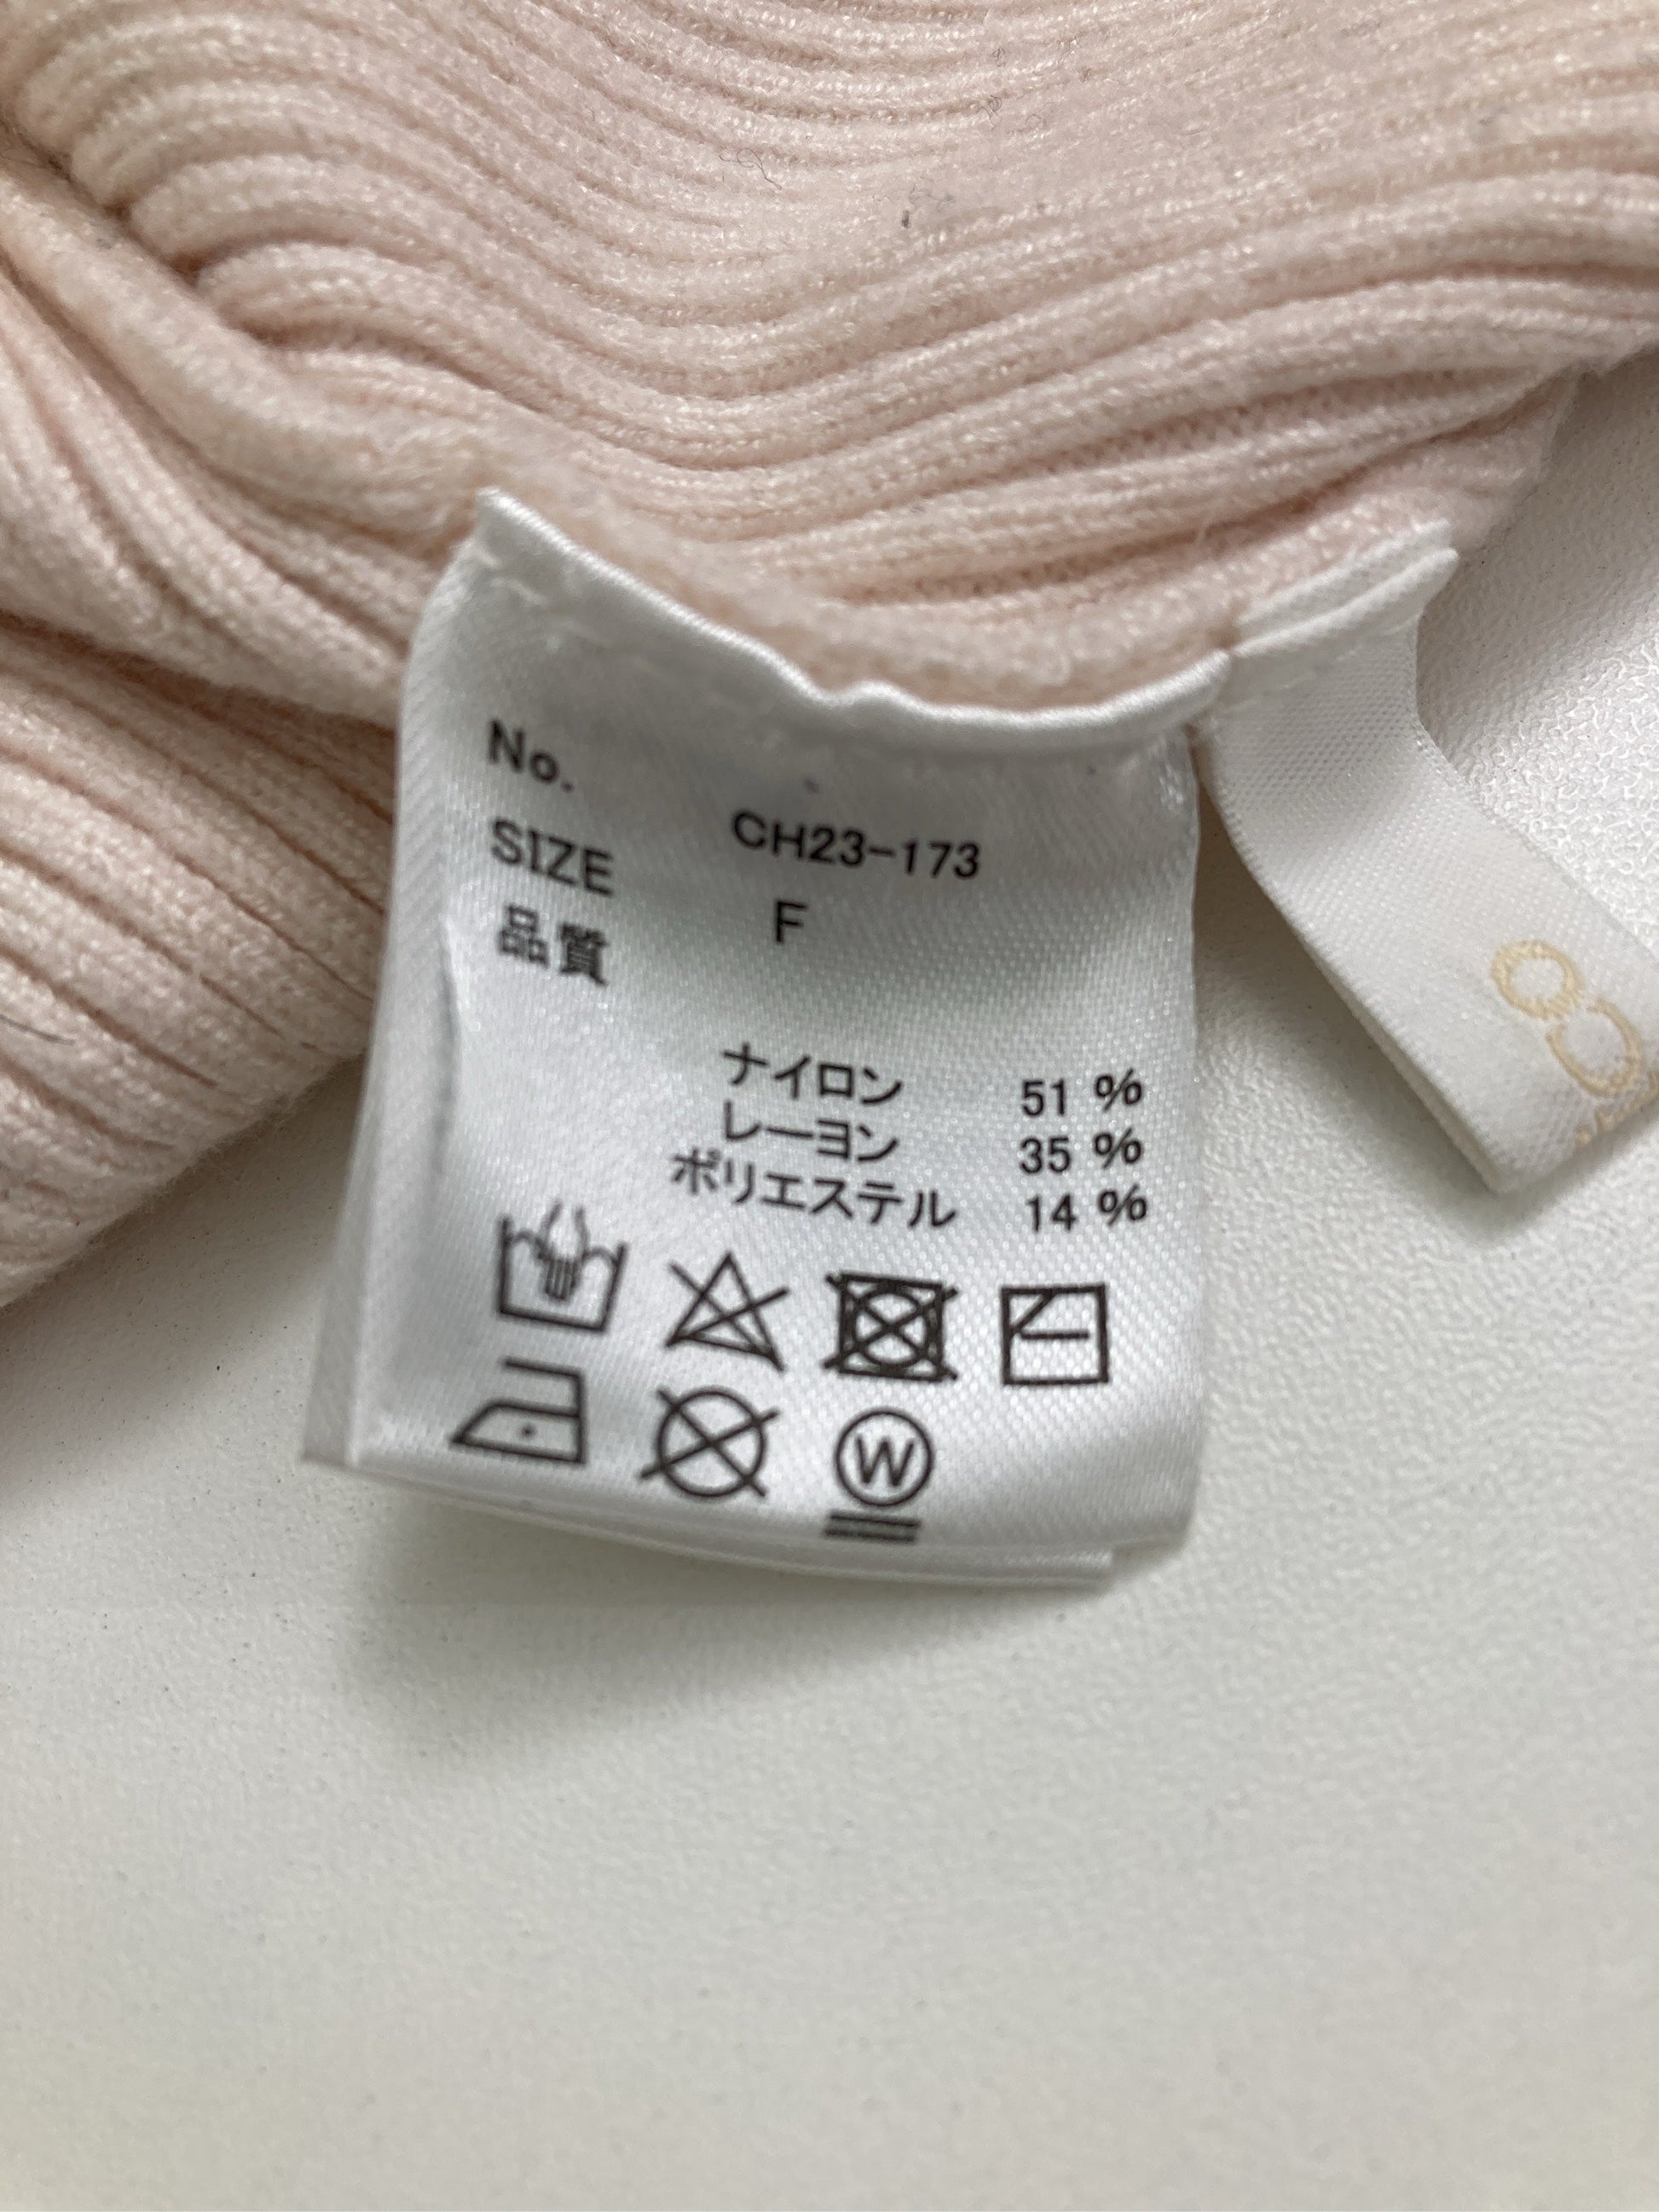 No. CH23-173
SIZE F
品質
ナイロン 51 %
レーヨン 35 %
ポリエステル 14 %
W